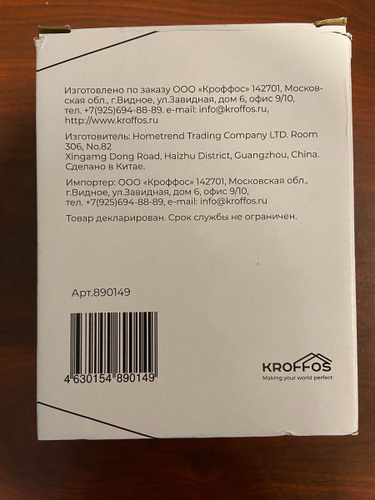 Изготовлено по заказу ООО «Кроффос» 142701, Москов-
ская обл., г.Видное, ул.Завидная, дом 6, офис 9/10,
тел. +7(925)694-88-89, e-mail: info@kroffos.ru,
http://www.kroffos.ru
Изготовитель: Hometrend Trading Company LTD. Room
306, No.82
Xingamg Dong Road, Haizhu District, Guangzhou, China.
Сделано в Китае.
Импортер: ООО «Кроффос» 142701, Московская обл.,
г.Видное, ул.Завидная, дом 6, офис 9/10,
тел. +7(925)694-88-89, e-mail: info@kroffos.ru
Товар декларирован. Срок службы не ограничен.
Арт.890149
4 630154 890149
KROFFOS
Making your world perfect